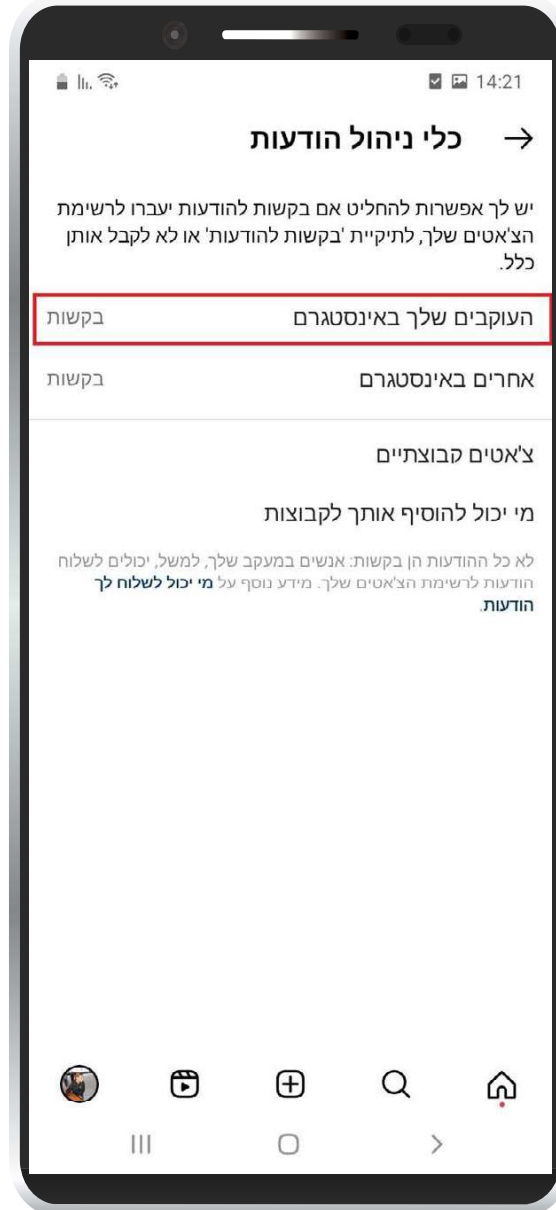 14:21
כלי ניהול הודעות
יש לך אפשרות להחליט אם בקשות להודעות יעברו לרשימת
הצ'אטים שלך, לתיקיית 'בקשות להודעות' או לא לקבל אותן
כלל.
העוקבים שלך באינסטגרם בקשות
אחרים באינסטגרם בקשות
צ'אטים קבוצתיים
מי יכול להוסיף אותך לקבוצות
לא כל ההודעות הן בקשות: אנשים במעקב שלך, למשל, יכולים לשלוח
הודעות לרשימת הצ'אטים שלך. מידע נוסף על מי יכול לשלוח לך
הודעות.